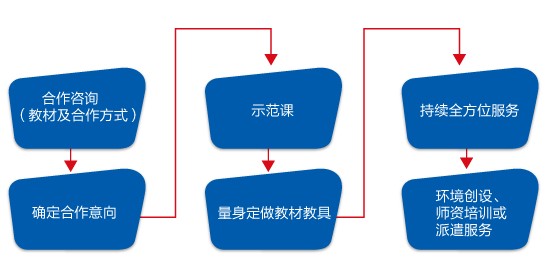 合作咨询
（教材及合作方式）
确定合作意向
示范课
量身定做教材教具
持续全方位服务
环境创设、
师资培训或
派遣服务